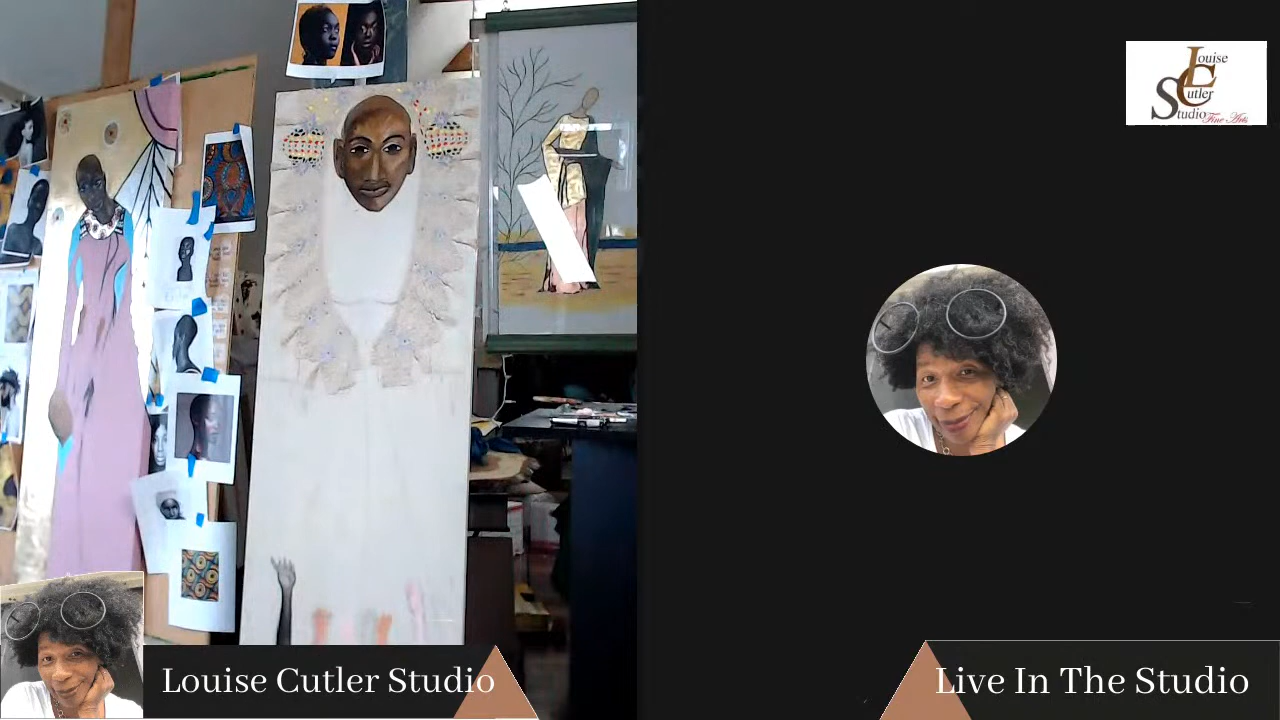 Louise
Cutler
Studio
Fine Arts
Louise Cutler Studio
Live In The Studio